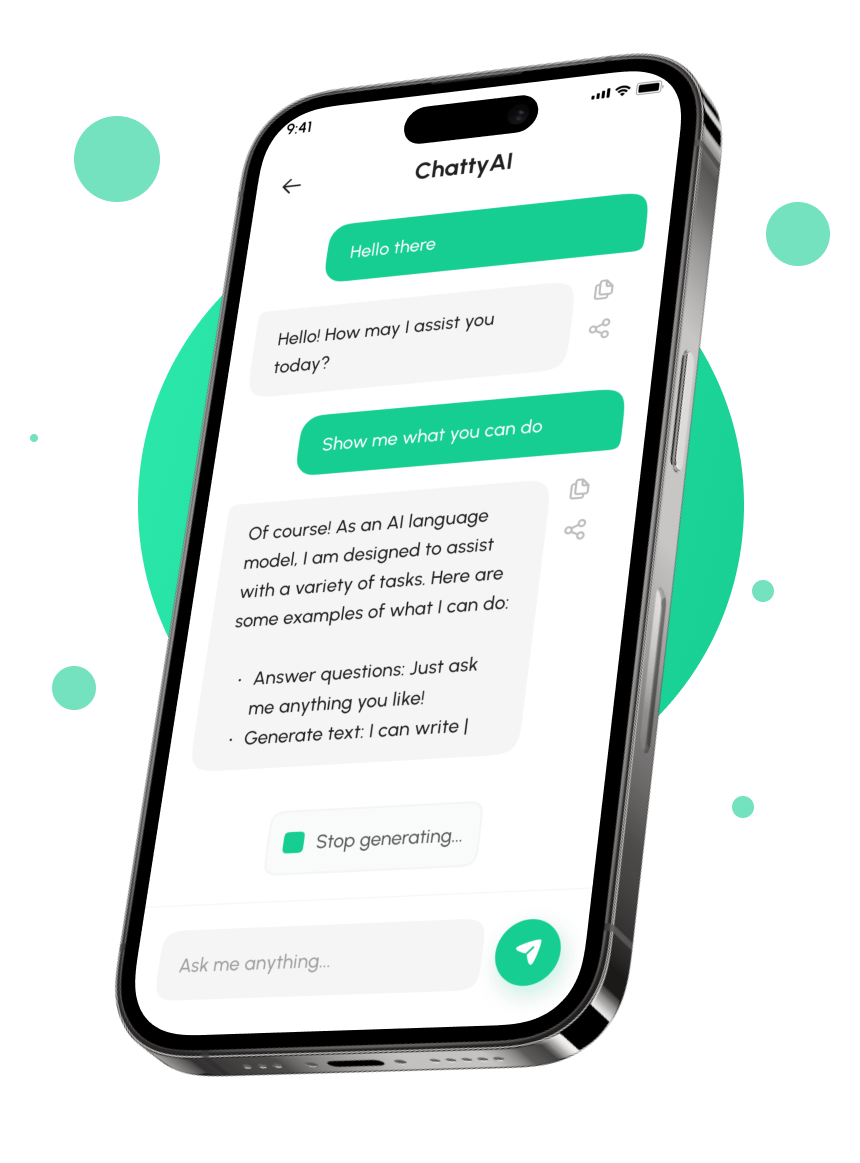 9:41
ChattyAI
Hello there
Hello! How may I assist you
today?
Show me what you can do
Of course! As an AI language
model, I am designed to assist
with a variety of tasks. Here are
some examples of what I can do:
· Answer questions: Just ask
me anything you like!
· Generate text: I can write |
Stop generating...
Ask me anything...